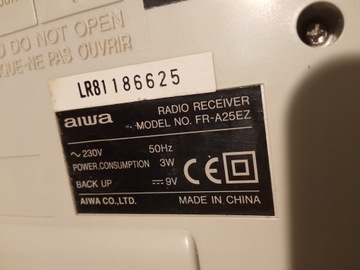 DO NOT OPEN
NE PAS OUVRIR
LR81186625
aiwa
RADIO RECEIVER
MODEL NO. FR-A25EZ
~230V 50Hz
POWER.CONSUMPTION 3W
BACK UP ⎓9V
CE
AIWA CO.,LTD. MADE IN CHINA